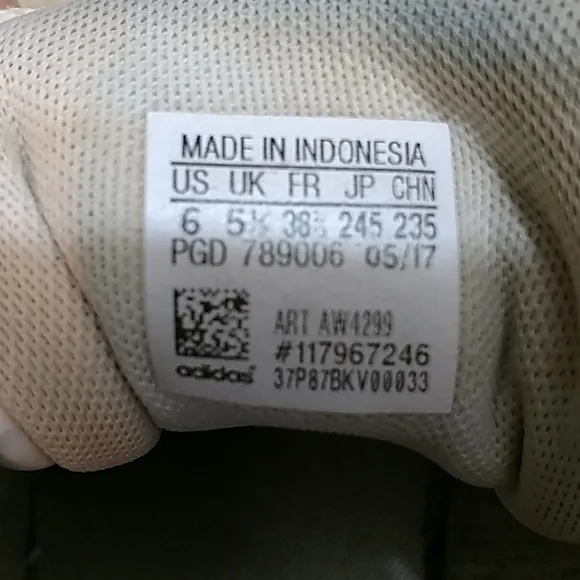 MADE IN INDONESIA
US UK FR JP CHN
6 5½ 38⅔ 245 235
PGD 789006 05/17
ART AW4299
#117967246
adidas
37P87BKV00033